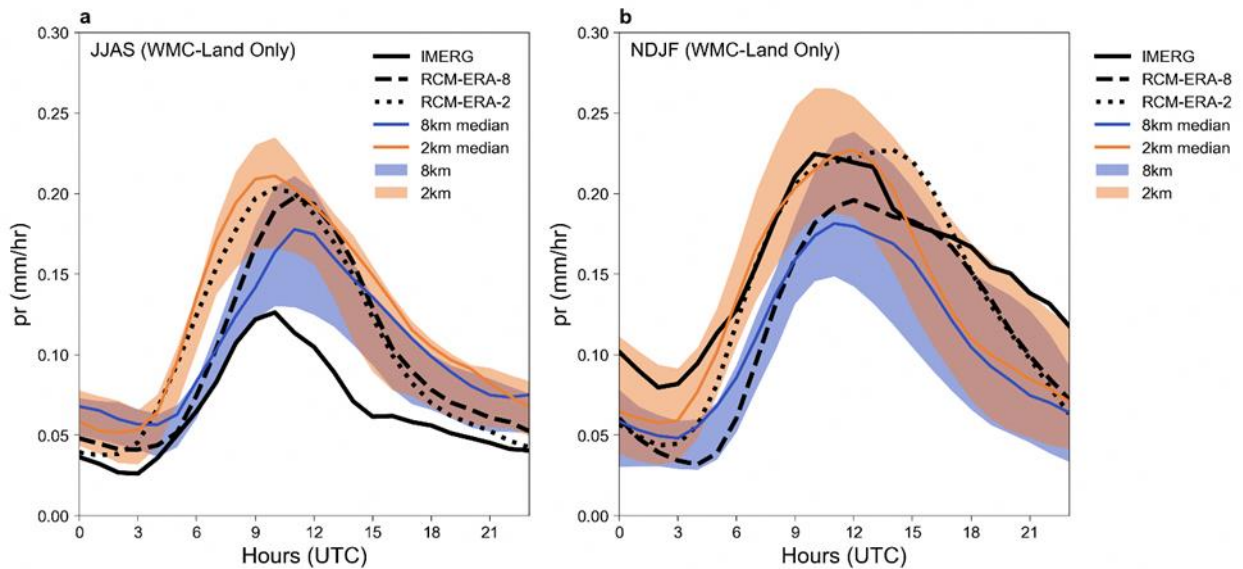 a
JJAS (WMC-Land Only)
IMERG
RCM-ERA-8
RCM-ERA-2
8km median
2km median
8km
2km
0.30
0.25
0.20
0.15
0.10
0.05
0.00
pr (mm/hr)
0 3 6 9 12 15 18 21
Hours (UTC)
b
NDJF (WMC-Land Only)
IMERG
RCM-ERA-8
RCM-ERA-2
8km median
2km median
8km
2km
0.30
0.25
0.20
0.15
0.10
0.05
0.00
pr (mm/hr)
0 3 6 9 12 15 18 21
Hours (UTC)